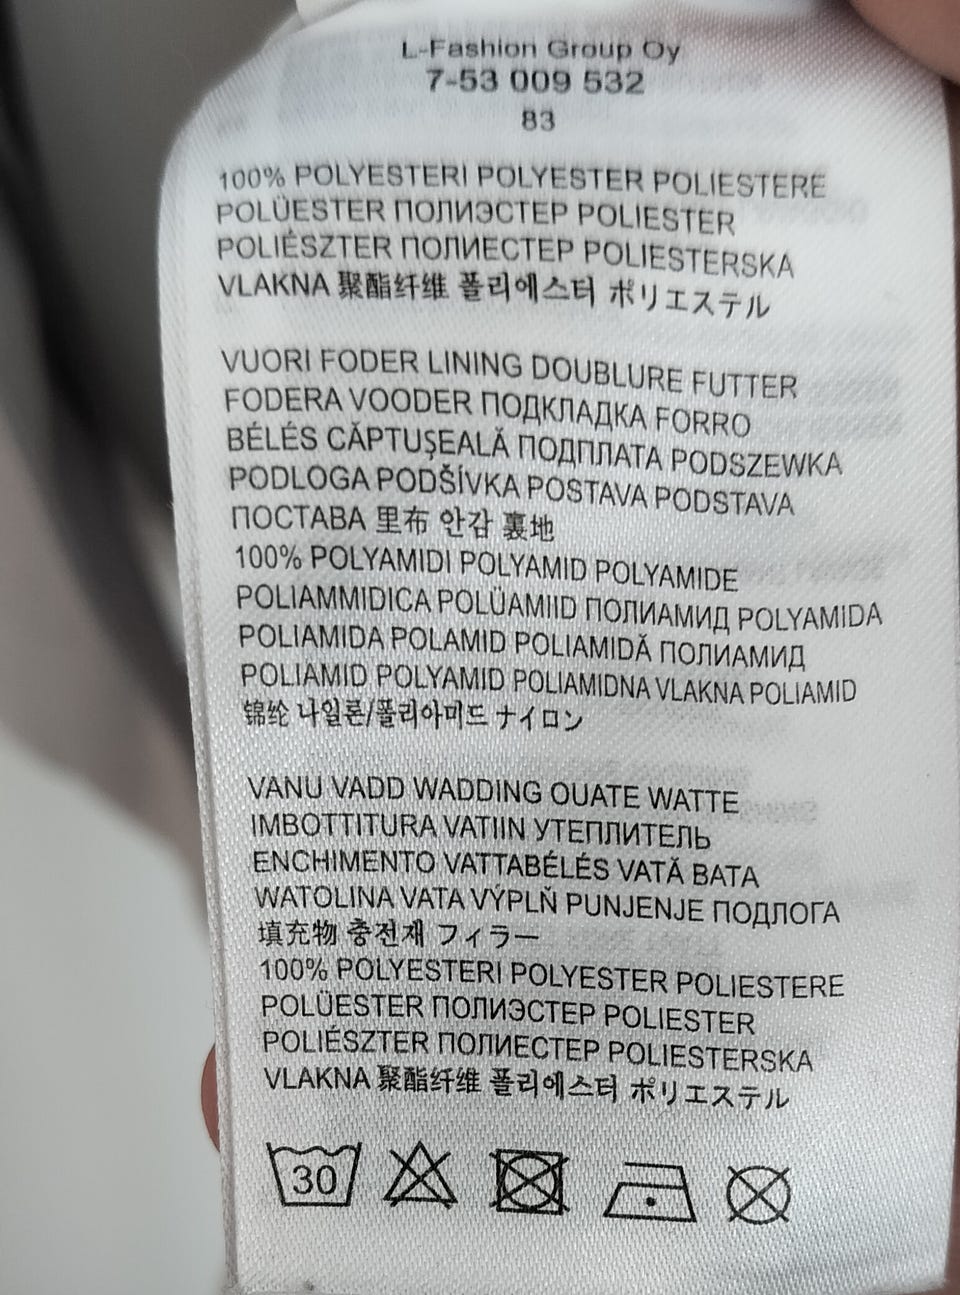 L-Fashion Group Oy
7-53 009 532
83
100% POLYESTERI POLYESTER POLIESTERE
POLÜESTER ПОЛИЭСТЕР POLIESTER
POLIÉSZTER ПОЛИЕСТЕР POLIESTERSKA
VLAKNA 聚酯纤维 폴리에스터 ポリエステル
VUORI FODER LINING DOUBLURE FUTTER
FODERA VOODER ПОДКЛАДКА FORRO
BÉLÉS CĂPTUŞEALĂ ПОДПЛАТА PODSZEWKA
PODLOGA PODŠÍVKA POSTAVA PODSTAVA
ПОСТАВА 里布 안감 裏地
100% POLYAMIDI POLYAMID POLYAMIDE
POLIAMMIDICA POLÜAMIID ПОЛИАМИД POLYAMIDA
POLIAMIDA POLAMID POLIAMIDĂ ПОЛИАМИД
POLIAMID POLYAMID POLIAMIDNA VLAKNA POLIAMID
锦纶 나일론/폴리아미드 ナイロン
VANU VADD WADDING OUATE WATTE
IMBOTTITURA VATIIN УТЕПЛИТЕЛЬ
ENCHIMENTO VATTABÉLÉS VATĂ BATA
WATOLINA VATA VÝPLŇ PUNJENJE ПОДЛОГА
填充物 충전재 フィラー
100% POLYESTERI POLYESTER POLIESTERE
POLÜESTER ПОЛИЭСТЕР POLIESTER
POLIÉSZTER ПОЛИЕСТЕР POLIESTERSKA
VLAKNA 聚酯纤维 폴리에스터 ポリエステル
30